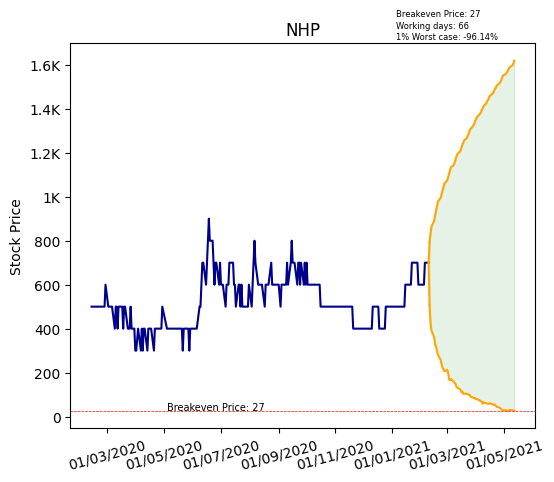 Breakeven Price: 27
Working days: 66
1% Worst case: -96.14%
NHP
Stock Price
1.6K
1.4K
1.2K
1K
800
600
400
200
0
Breakeven Price: 27
01/03/2020
01/05/2020
01/07/2020
01/09/2020
01/11/2020
01/01/2021
01/03/2021
01/05/2021